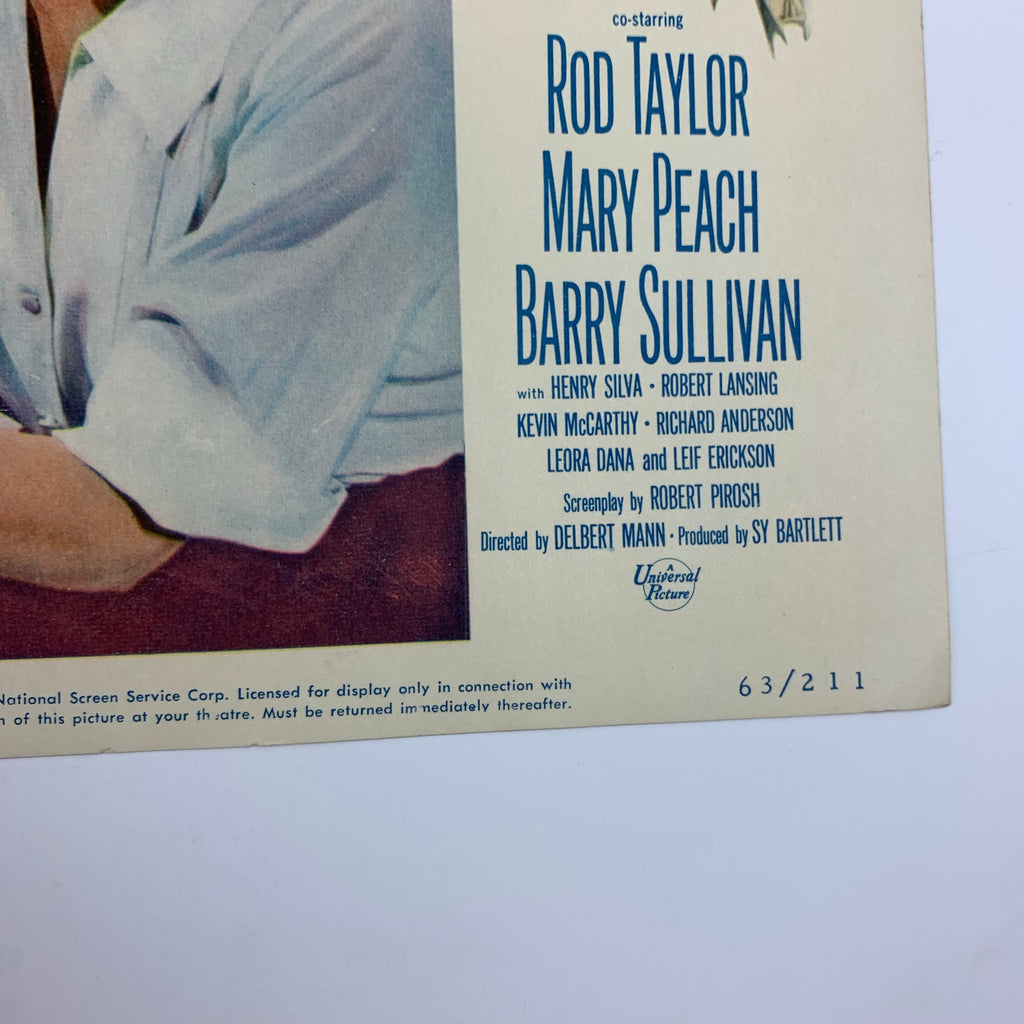 co-starring
ROD TAYLOR
MARY PEACH
BARRY SULLIVAN
with HENRY SILVA · ROBERT LANSING
KEVIN McCARTHY · RICHARD ANDERSON
LEORA DANA and LEIF ERICKSON
Screenplay by ROBERT PIROSH
Directed by DELBERT MANN · Produced by SY BARTLETT
A
Universal
Picture
National Screen Service Corp. Licensed for display only in connection with
of this picture at your theatre. Must be returned immediately thereafter.
63/211